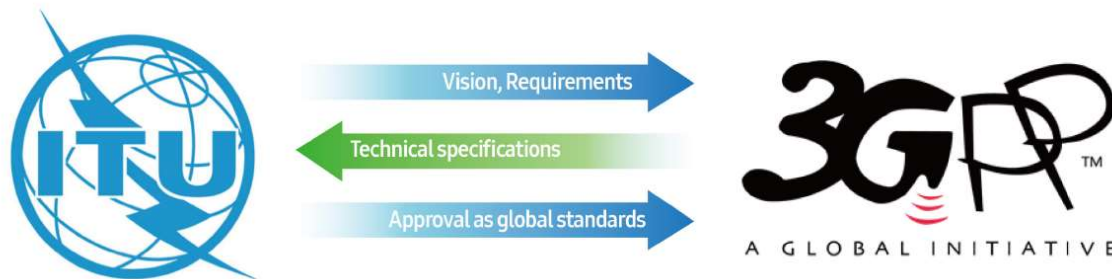 ITU
Vision, Requirements
Technical specifications
Approval as global standards
3GPP
TM
A GLOBAL INITIATIVE